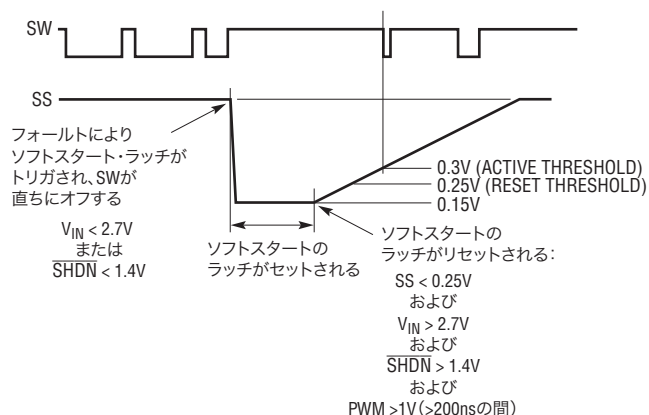 SW
SS
フォールトにより
ソフトスタート・ラッチが
トリガされ、SWが
直ちにオフする
VIN < 2.7V
または
SHDN < 1.4V
ソフトスタートの
ラッチがセットされる
0.3V (ACTIVE THRESHOLD)
0.25V (RESET THRESHOLD)
0.15V
ソフトスタートの
ラッチがリセットされる：
SS < 0.25V
および
VIN > 2.7V
および
SHDN > 1.4V
および
PWM >1V（>200nsの間）